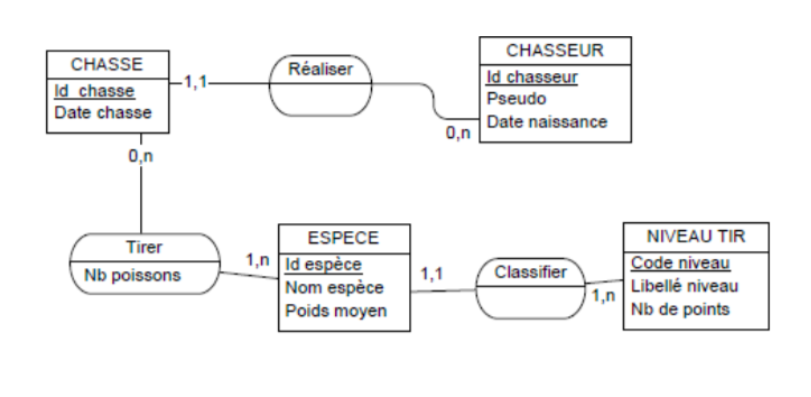 CHASSE
Id chasse
Date chasse
1,1
Réaliser
CHASSEUR
Id chasseur
Pseudo
Date naissance
0,n
0,n
Tirer
Nb poissons
1,n
ESPECE
Id espèce
Nom espèce
Poids moyen
1,1
Classifier
1,n
NIVEAU TIR
Code niveau
Libellé niveau
Nb de points